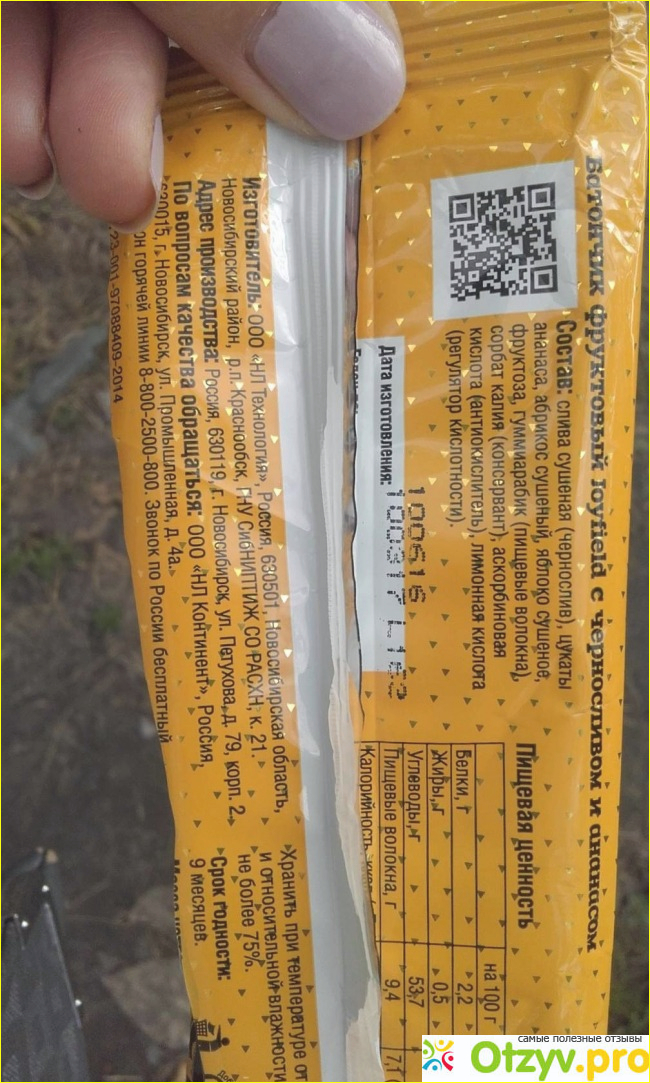 Батончик фруктовый Joyfield с черносливом и ананасом
Состав: слива сушеная (чернослив), цукаты
ананаса, абрикос сушеный, яблоко сушеное,
фруктоза, гуммиарабик (пищевые волокна),
сорбат калия (консервант), аскорбиновая
кислота (антиокислитель), лимонная кислота
(регулятор кислотности).
100616
Дата изготовления:
Пищевая ценность
на 100 г
Белки, г 2,2
Жиры, г 0,5
Углеводы, г 53,7
Пищевые волокна, г 9,4
Калорийность,
Изготовитель: ООО «НЛ Технология», Россия, 630501, Новосибирская область,
Новосибирский район, р.п. Краснообск, ГНУ СибНИПТИЖ СО РАСХН, к. 21.
Адрес производства: Россия, 630119, г. Новосибирск, ул. Петухова, д. 79, корп. 2.
По вопросам качества обращаться: ООО «НЛ Континент», Россия,
630015, г. Новосибирск, ул. Промышленная, д. 4а.
горячей линии 8-800-2500-800. Звонок по России бесплатный
23-001-97088409-2014
Хранить при температуре от
и относительной влажности
не более 75%.
Срок годности:
9 месяцев.
самые полезные отзывы
Otzyv.pro